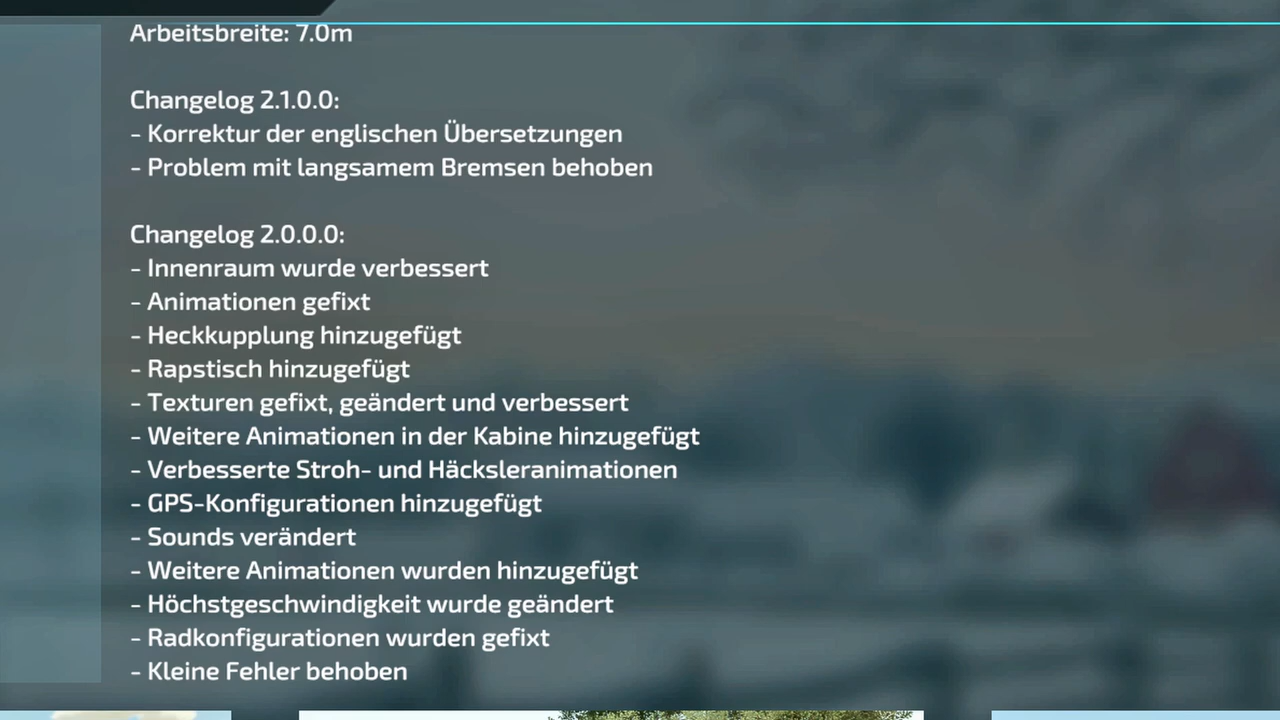 Arbeitsbreite: 7.0m
Changelog 2.1.0.0:
- Korrektur der englischen Übersetzungen
- Problem mit langsamem Bremsen behoben
Changelog 2.0.0.0:
- Innenraum wurde verbessert
- Animationen gefixt
- Heckkupplung hinzugefügt
- Rapstisch hinzugefügt
- Texturen gefixt, geändert und verbessert
- Weitere Animationen in der Kabine hinzugefügt
- Verbesserte Stroh- und Häcksleranimationen
- GPS-Konfigurationen hinzugefügt
- Sounds verändert
- Weitere Animationen wurden hinzugefügt
- Höchstgeschwindigkeit wurde geändert
- Radkonfigurationen wurden gefixt
- Kleine Fehler behoben